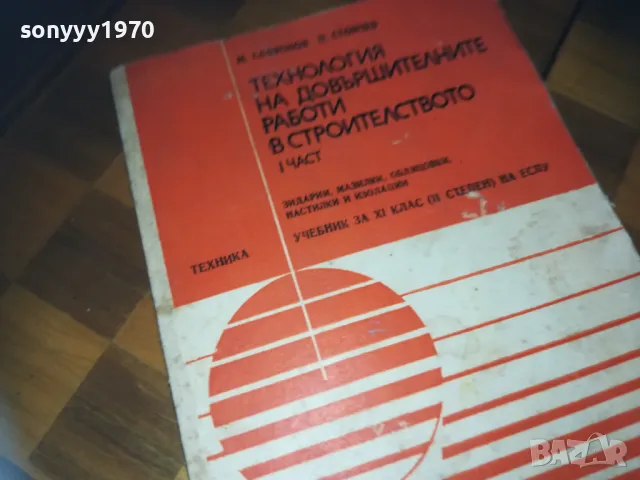 sonyyy1970
ТЕХНОЛОГИЯ
НА ДОВЪРШИТЕЛНИТЕ
РАБОТИ
В СТРОИТЕЛСТВОТО
I ЧАСТ
ЗИДАРИИ, МАЗИЛКИ, ОБЛИЦОВКИ,
НАСТИЛКИ И ИЗОЛАЦИИ
УЧЕБНИК ЗА XI КЛАС (II СТЕПЕН) НА ЕСПУ
ТЕХНИКА
BAZAR